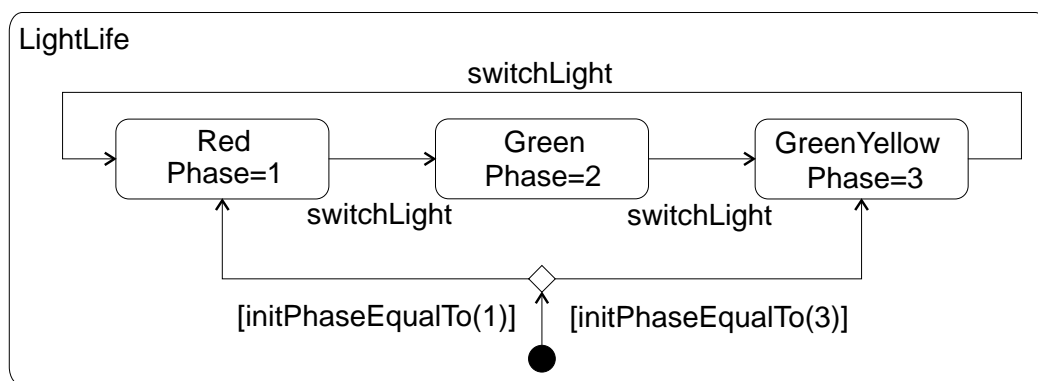 LightLife
switchLight
Red
Phase=1
Green
Phase=2
GreenYellow
Phase=3
switchLight
switchLight
[initPhaseEqualTo(1)]
[initPhaseEqualTo(3)]